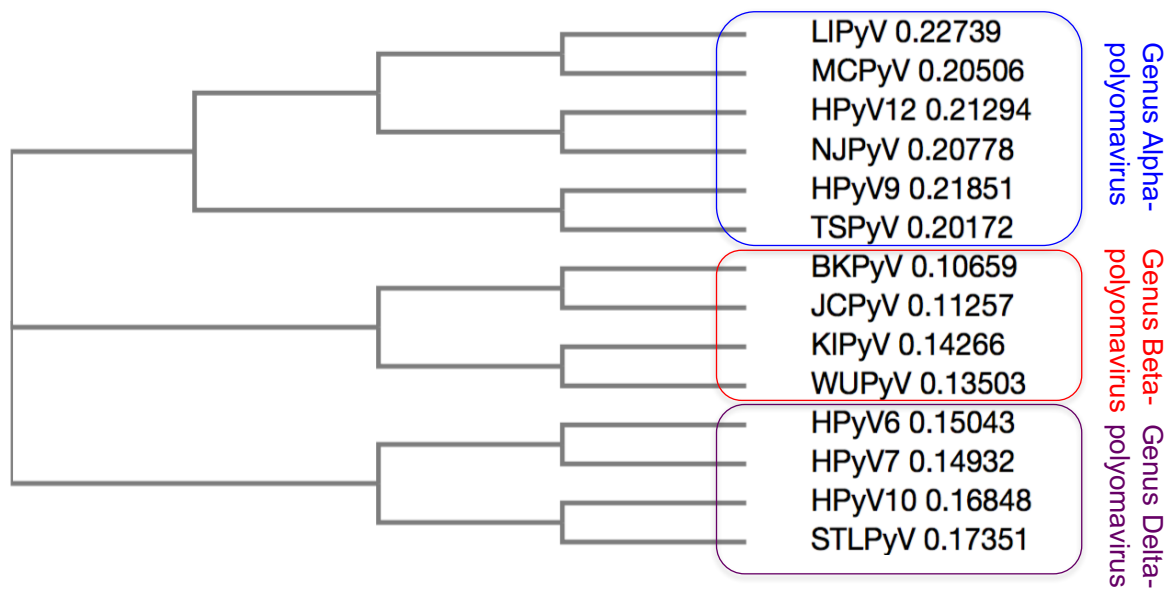 LIPyV 0.22739
MCPyV 0.20506
HPyV12 0.21294
NJPyV 0.20778
HPyV9 0.21851
TSPyV 0.20172
BKPyV 0.10659
JCPyV 0.11257
KIPyV 0.14266
WUPyV 0.13503
HPyV6 0.15043
HPyV7 0.14932
HPyV10 0.16848
STLPyV 0.17351
Genus Alpha-
polyomavirus
Genus Beta-
polyomavirus
Genus Delta-
polyomavirus